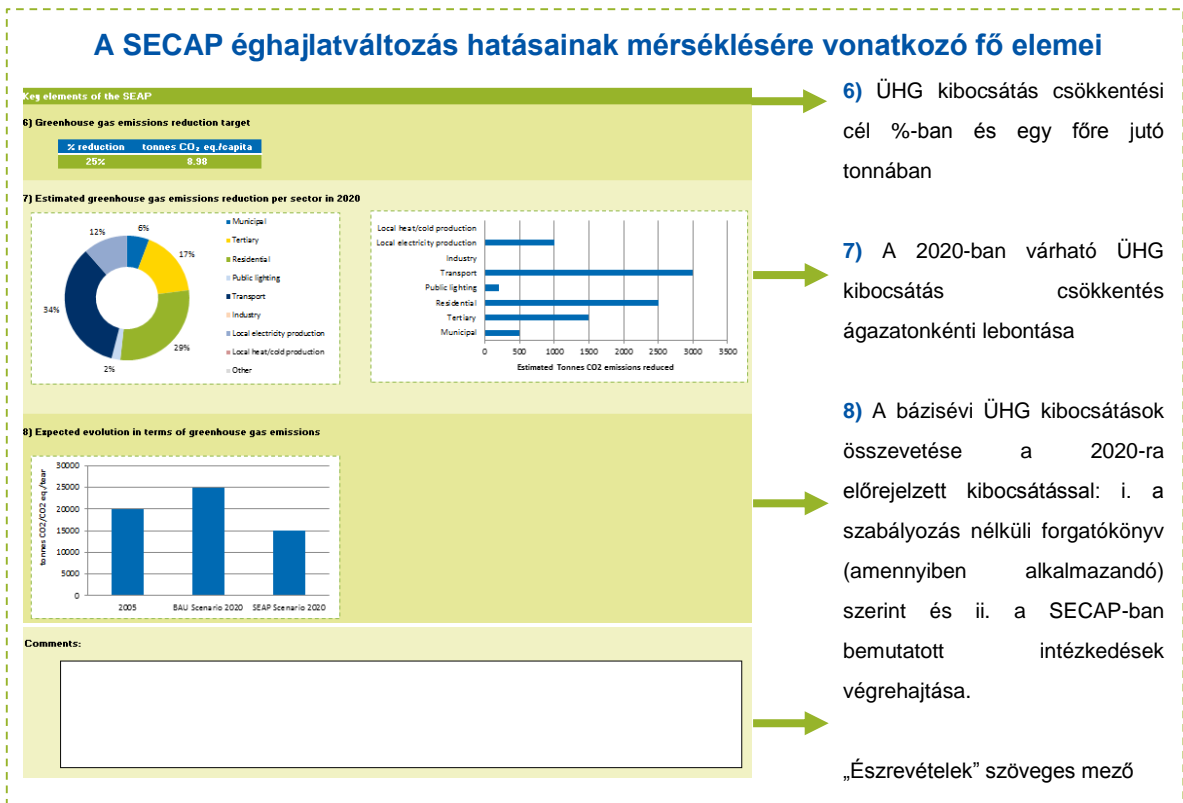 A SECAP éghajlatváltozás hatásainak mérséklésére vonatkozó fő elemei
Key elements of the SEAP
6) Greenhouse gas emissions reduction target
% reduction tonnes CO₂ eq./capita
25% 8.98
7) Estimated greenhouse gas emissions reduction per sector in 2020
12%
6%
17%
34%
29%
2%
Municipal
Tertiary
Residential
Public lighting
Transport
Industry
Local electricity production
Local heat/cold production
Other
Local heat/cold production
Local electricity production
Industry
Transport
Public lighting
Residential
Tertiary
Municipal
0 500 1000 1500 2000 2500 3000 3500
Estimated Tonnes CO2 emissions reduced
8) Expected evolution in terms of greenhouse gas emissions
tonnes CO2/CO2 eq./tear
30000
25000
20000
15000
10000
5000
0
2005 BAU Scenario 2020 SEAP Scenario 2020
Comments:
6) ÜHG kibocsátás csökkentési
cél %-ban és egy főre jutó
tonnában
7) A 2020-ban várható ÜHG
kibocsátás csökkentés
ágazatonkénti lebontása
8) A bázisévi ÜHG kibocsátások
összevetése a 2020-ra
előrejelzett kibocsátással: i. a
szabályozás nélküli forgatókönyv
(amennyiben alkalmazandó)
szerint és ii. a SECAP-ban
bemutatott intézkedések
végrehajtása.
„Észrevételek” szöveges mező